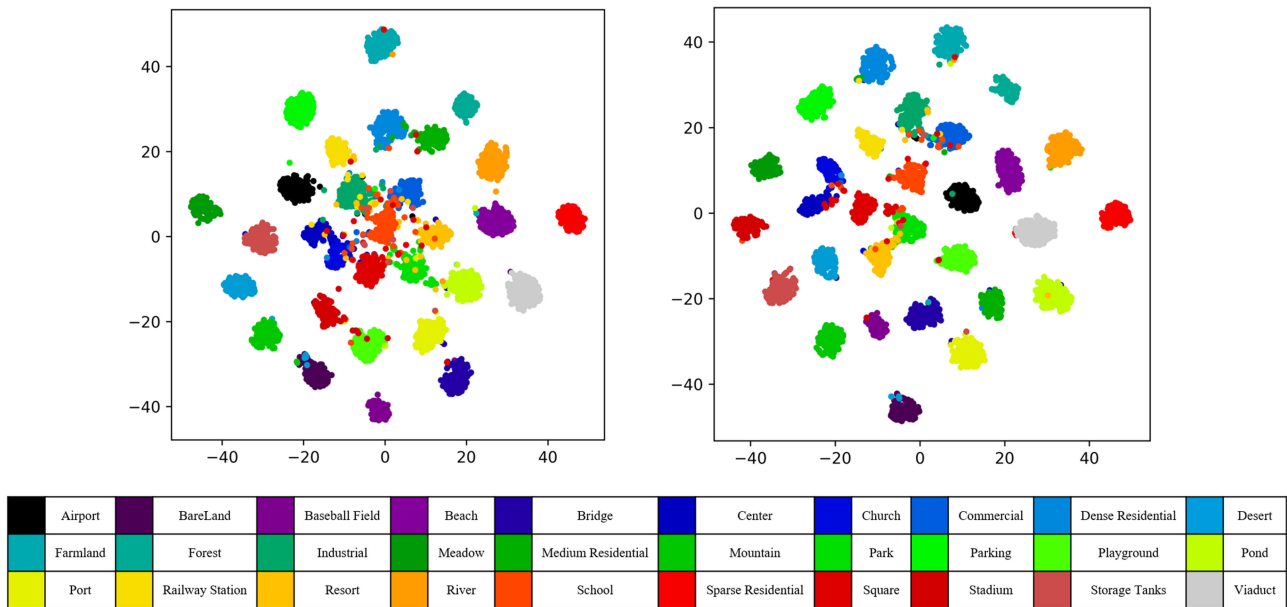 40
20
0
−20
−40
−40 −20 0 20 40
40
20
0
−20
−40
−40 −20 0 20 40
Airport BareLand Baseball Field Beach Bridge Center Church Commercial Dense Residential Desert
Farmland Forest Industrial Meadow Medium Residential Mountain Park Parking Playground Pond
Port Railway Station Resort River School Sparse Residential Square Stadium Storage Tanks Viaduct